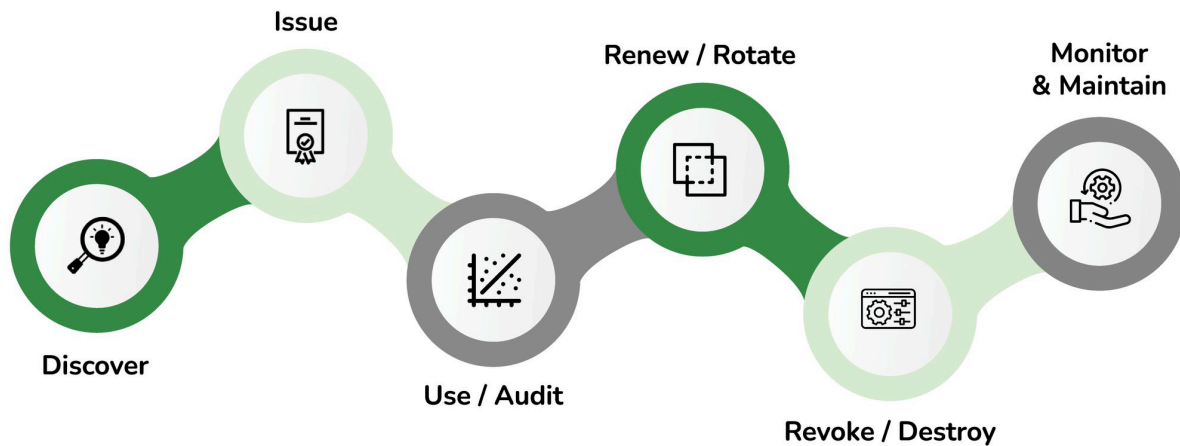 Discover
Issue
Use / Audit
Renew / Rotate
Revoke / Destroy
Monitor
& Maintain